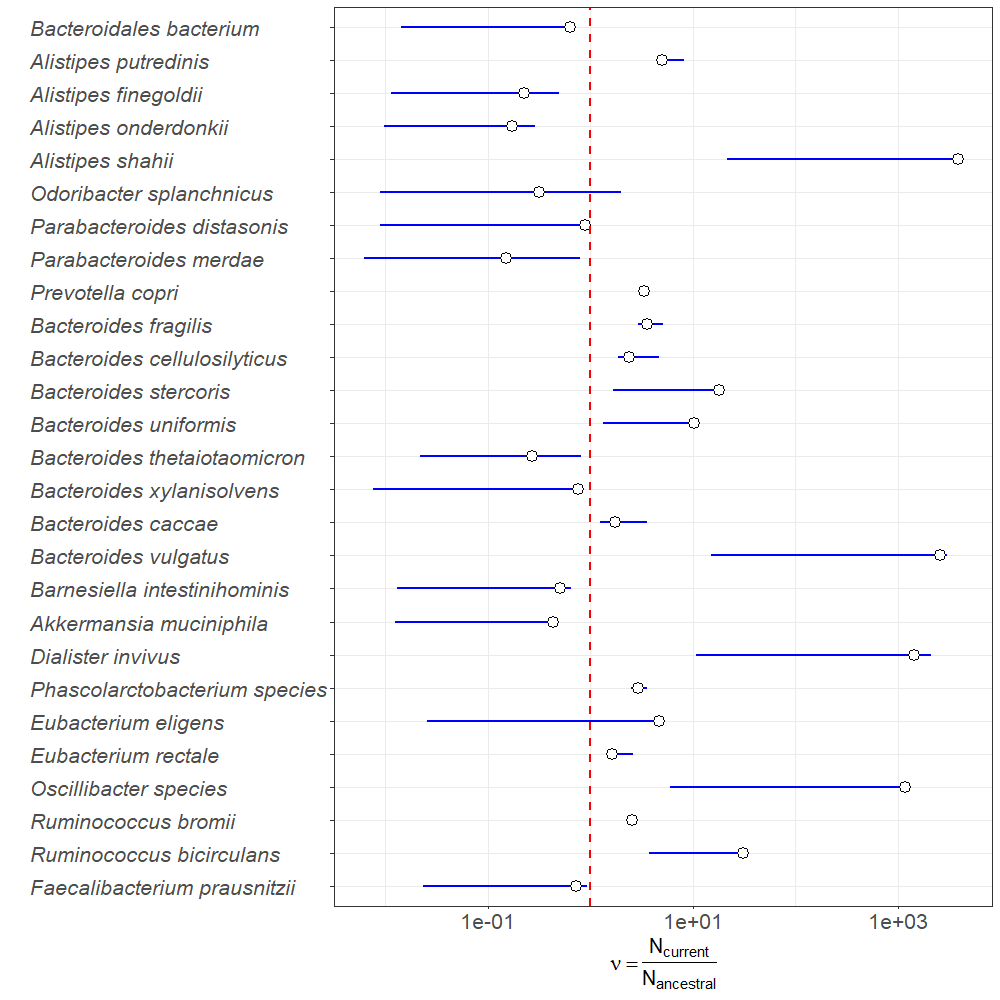 Bacteroidales bacterium
Alistipes putredinis
Alistipes finegoldii
Alistipes onderdonkii
Alistipes shahii
Odoribacter splanchnicus
Parabacteroides distasonis
Parabacteroides merdae
Prevotella copri
Bacteroides fragilis
Bacteroides cellulosilyticus
Bacteroides stercoris
Bacteroides uniformis
Bacteroides thetaiotaomicron
Bacteroides xylanisolvens
Bacteroides caccae
Bacteroides vulgatus
Barnesiella intestinihominis
Akkermansia muciniphila
Dialister invivus
Phascolarctobacterium species
Eubacterium eligens
Eubacterium rectale
Oscillibacter species
Ruminococcus bromii
Ruminococcus bicirculans
Faecalibacterium prausnitzii
1e-01 1e+01 1e+03
ν = Ncurrent
Nancestral